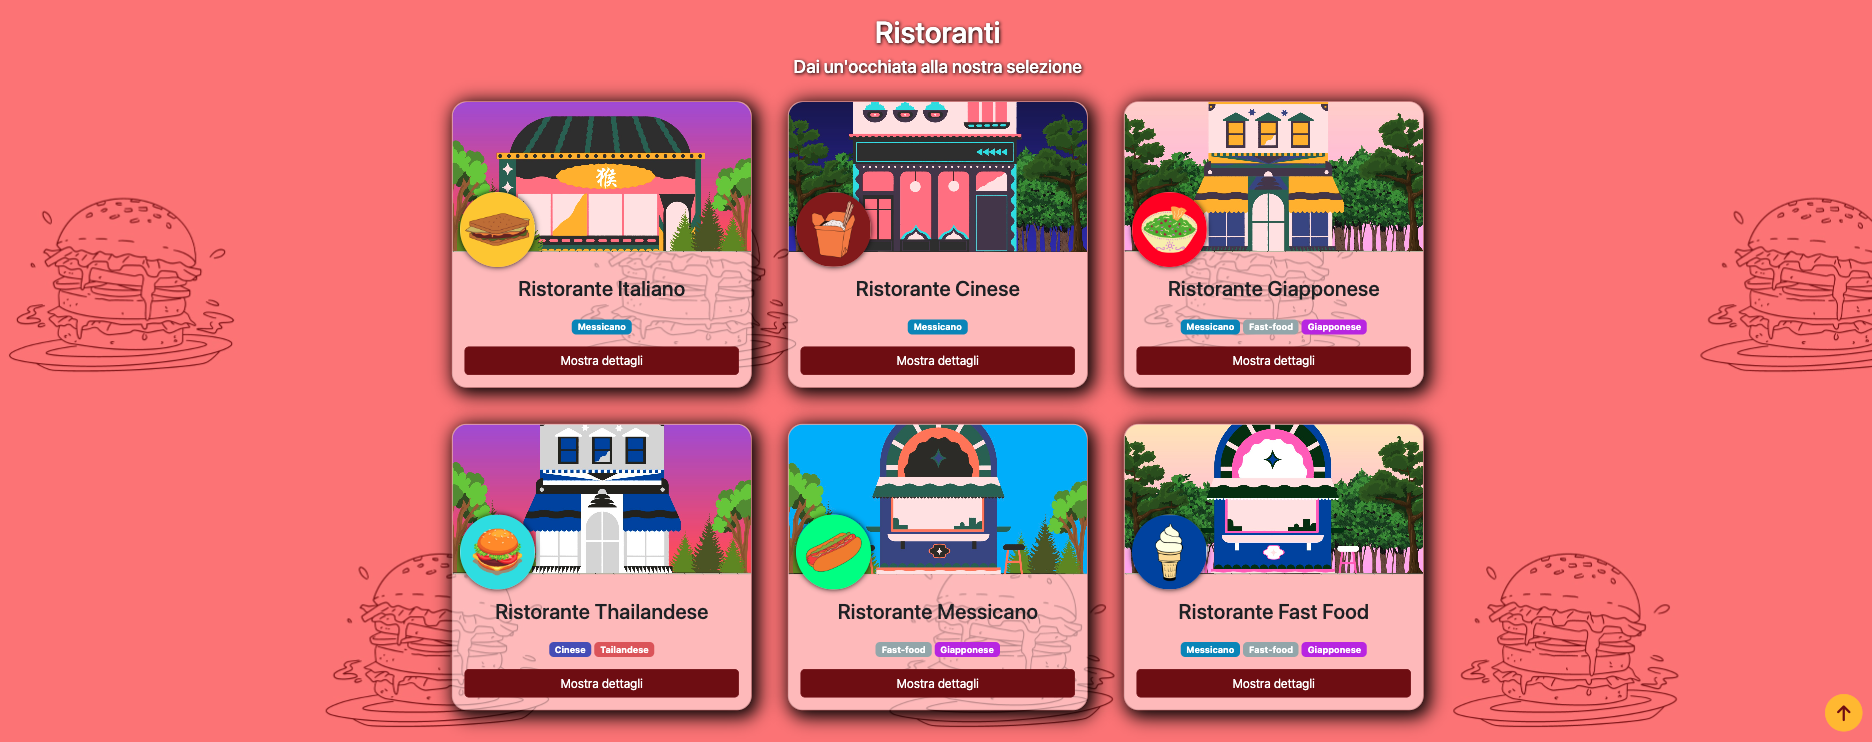 Ristoranti
Dai un'occhiata alla nostra selezione
猴
Ristorante Italiano
Messicano
Mostra dettagli
Ristorante Cinese
Messicano
Mostra dettagli
Ristorante Giapponese
Messicano Fast-food Giapponese
Mostra dettagli
Ristorante Thailandese
Cinese Tailandese
Mostra dettagli
Ristorante Messicano
Fast-food Giapponese
Mostra dettagli
Ristorante Fast Food
Messicano Fast-food Giapponese
Mostra dettagli